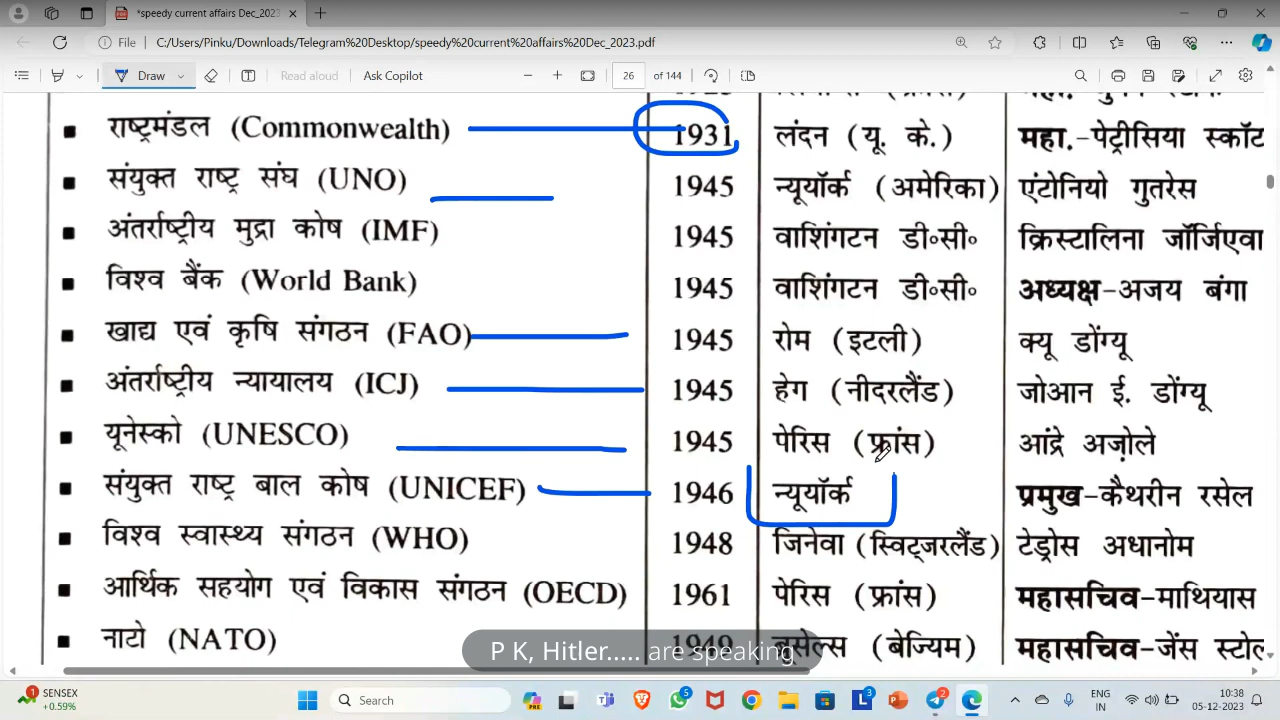 *speedy current affairs Dec_2023.
File C:/Users/Pinku/Downloads/Telegram%20Desktop/speedy%20current%20affairs%20Dec_2023.pdf
Draw Read aloud Ask Copilot 26 of 144
राष्ट्रमंडल (Commonwealth) 1931 लंदन (यू. के.) महा.-पेट्रीसिया स्कॉट
संयुक्त राष्ट्र संघ (UNO) 1945 न्यूयॉर्क (अमेरिका) एंटोनियो गुतरेस
अंतर्राष्ट्रीय मुद्रा कोष (IMF) 1945 वाशिंगटन डी॰सी॰ क्रिस्टालिना जॉर्जिएवा
विश्व बैंक (World Bank) 1945 वाशिंगटन डी॰सी॰ अध्यक्ष-अजय बंगा
खाद्य एवं कृषि संगठन (FAO) 1945 रोम (इटली) क्यू डोंग्यू
अंतर्राष्ट्रीय न्यायालय (ICJ) 1945 हेग (नीदरलैंड) जोआन ई. डोंग्यू
यूनेस्को (UNESCO) 1945 पेरिस (फ्रांस) आंद्रे अज़ोले
संयुक्त राष्ट्र बाल कोष (UNICEF) 1946 न्यूयॉर्क प्रमुख-कैथरीन रसेल
विश्व स्वास्थ्य संगठन (WHO) 1948 जिनेवा (स्विट्जरलैंड) टेड्रोस अधानोम
आर्थिक सहयोग एवं विकास संगठन (OECD) 1961 पेरिस (फ्रांस) महासचिव-माथियास
नाटो (NATO) 1949 ब्रुसेल्स (बेज्यिम) महासचिव-जेंस स्टोल
P K, Hitler..... are speaking
SENSEX
+0.59%
Search
ENG
IN
10:38
05-12-2023